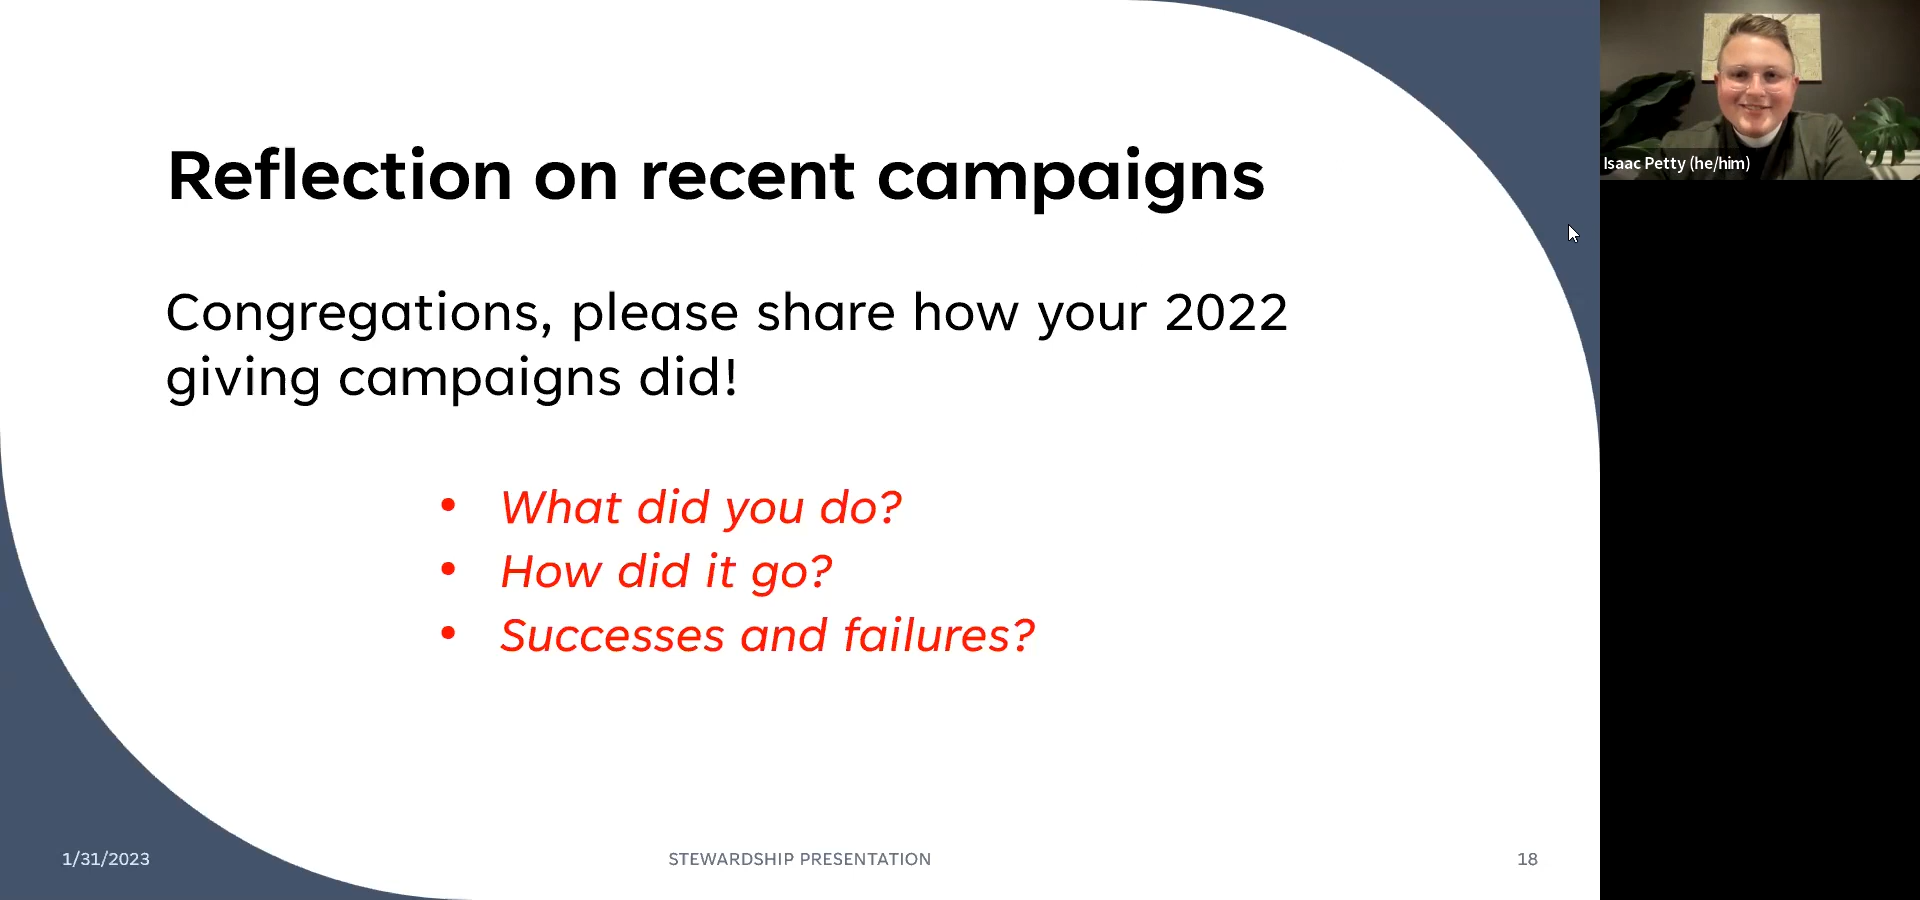 Reflection on recent campaigns
Congregations, please share how your 2022
giving campaigns did!
• What did you do?
• How did it go?
• Successes and failures?
1/31/2023
STEWARDSHIP PRESENTATION
18
Isaac Petty (he/him)